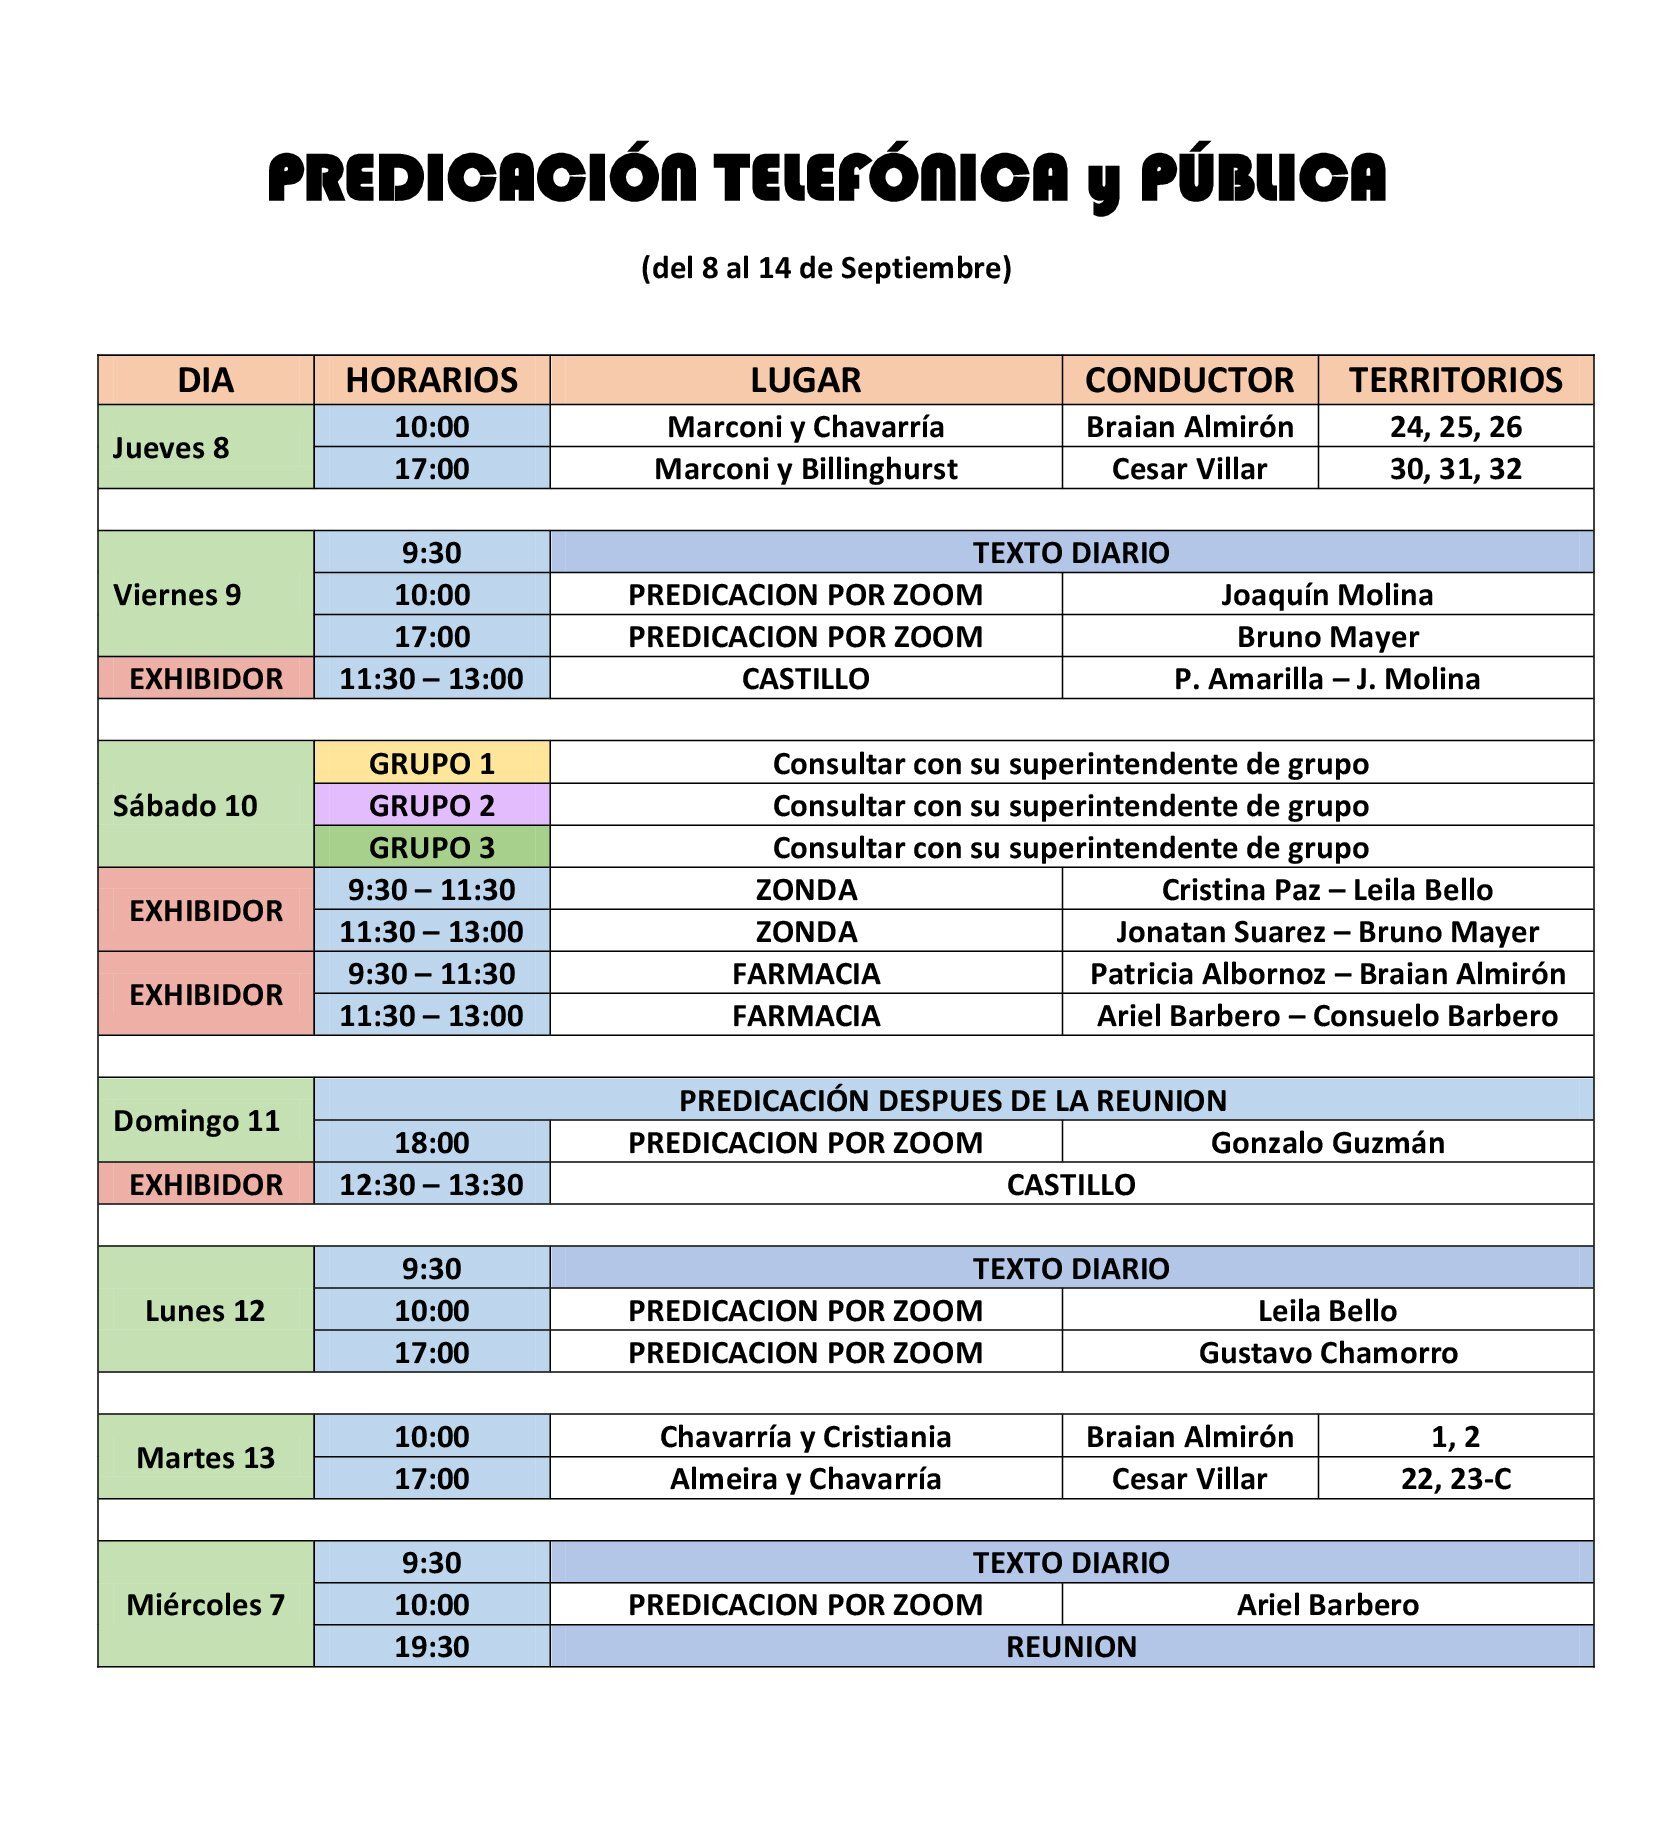 PREDICACIÓN TELEFÓNICA y PÚBLICA
(del 8 al 14 de Septiembre)
DIA HORARIOS LUGAR CONDUCTOR TERRITORIOS
Jueves 8
10:00 Marconi y Chavarría Braian Almirón 24, 25, 26
17:00 Marconi y Billinghurst Cesar Villar 30, 31, 32
Viernes 9
9:30 TEXTO DIARIO
10:00 PREDICACION POR ZOOM Joaquín Molina
17:00 PREDICACION POR ZOOM Bruno Mayer
EXHIBIDOR 11:30 – 13:00 CASTILLO P. Amarilla – J. Molina
Sábado 10
GRUPO 1 Consultar con su superintendente de grupo
GRUPO 2 Consultar con su superintendente de grupo
GRUPO 3 Consultar con su superintendente de grupo
EXHIBIDOR
9:30 – 11:30 ZONDA Cristina Paz – Leila Bello
11:30 – 13:00 ZONDA Jonatan Suarez – Bruno Mayer
EXHIBIDOR
9:30 – 11:30 FARMACIA Patricia Albornoz – Braian Almirón
11:30 – 13:00 FARMACIA Ariel Barbero – Consuelo Barbero
Domingo 11
PREDICACIÓN DESPUES DE LA REUNION
18:00 PREDICACION POR ZOOM Gonzalo Guzmán
EXHIBIDOR 12:30 – 13:30 CASTILLO
Lunes 12
9:30 TEXTO DIARIO
10:00 PREDICACION POR ZOOM Leila Bello
17:00 PREDICACION POR ZOOM Gustavo Chamorro
Martes 13
10:00 Chavarría y Cristiania Braian Almirón 1, 2
17:00 Almeira y Chavarría Cesar Villar 22, 23-C
Miércoles 7
9:30 TEXTO DIARIO
10:00 PREDICACION POR ZOOM Ariel Barbero
19:30 REUNION